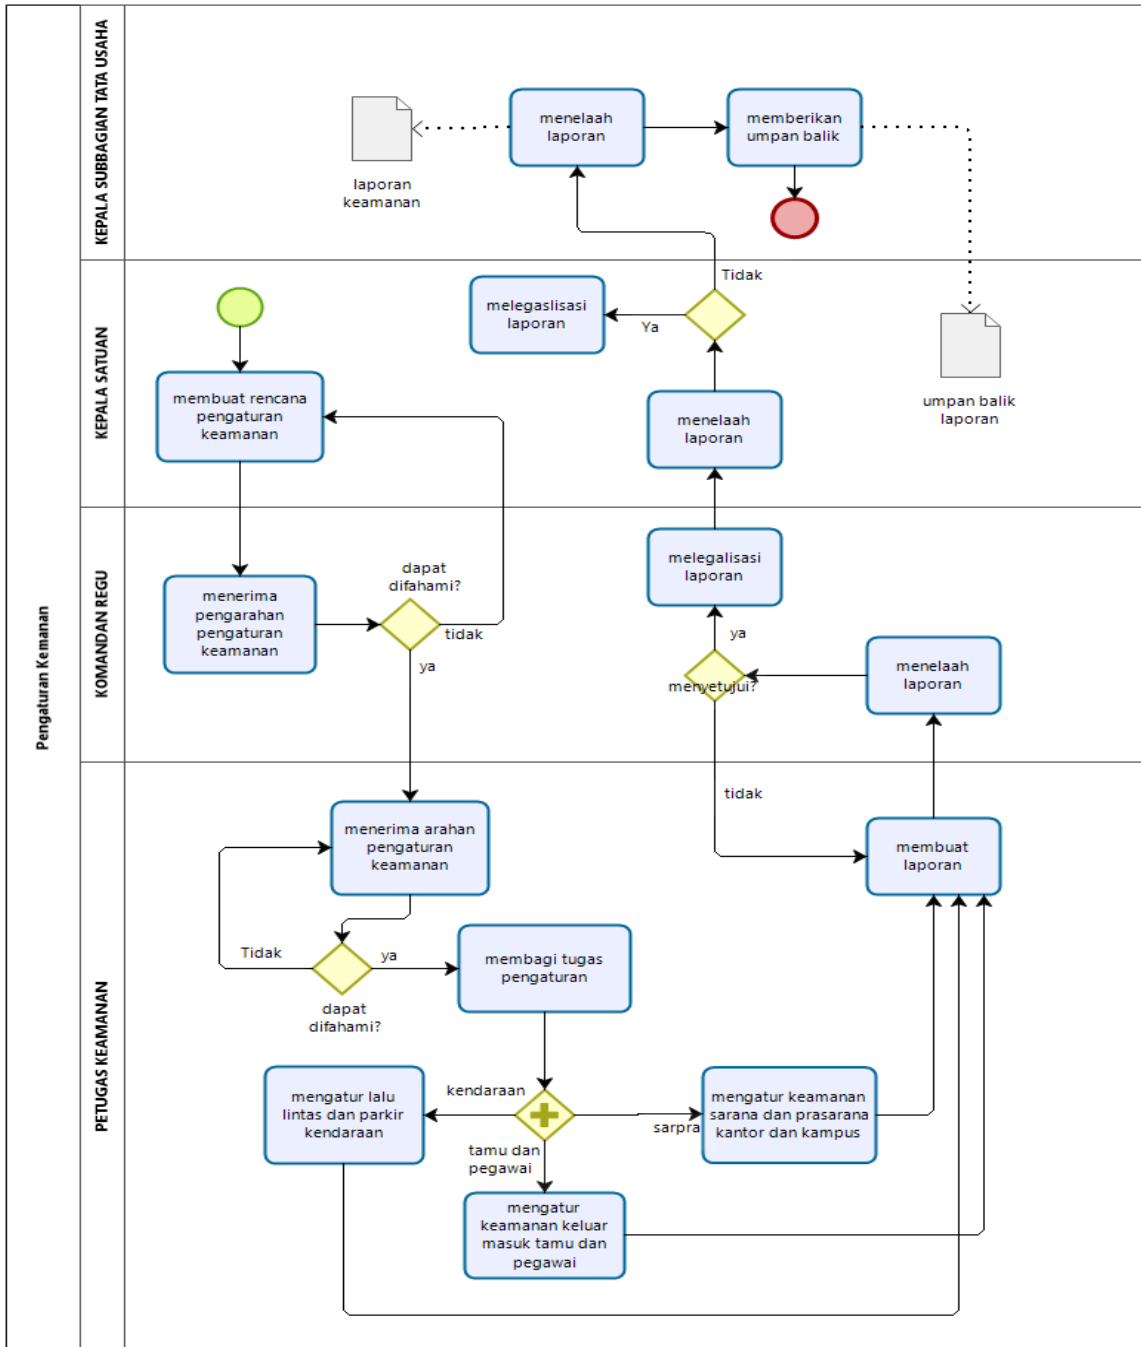 Pengaturan Kemanan
KEPALA SUBBAGIAN TATA USAHA
menelaah
laporan
memberikan
umpan balik
laporan
keamanan
KEPALA SATUAN
Tidak
melegaslisasi
laporan
Ya
membuat rencana
pengaturan
keamanan
menelaah
laporan
umpan balik
laporan
KOMANDAN REGU
menerima
pengarahan
pengaturan
keamanan
dapat
difahami?
tidak
ya
melegalisasi
laporan
ya
menyetujui?
menelaah
laporan
PETUGAS KEAMANAN
tidak
menerima arahan
pengaturan
keamanan
membuat
laporan
Tidak
ya
dapat
difahami?
membagi tugas
pengaturan
kendaraan
mengatur lalu
lintas dan parkir
kendaraan
sarpra
mengatur keamanan
sarana dan prasarana
kantor dan kampus
tamu dan
pegawai
mengatur
keamanan keluar
masuk tamu dan
pegawai